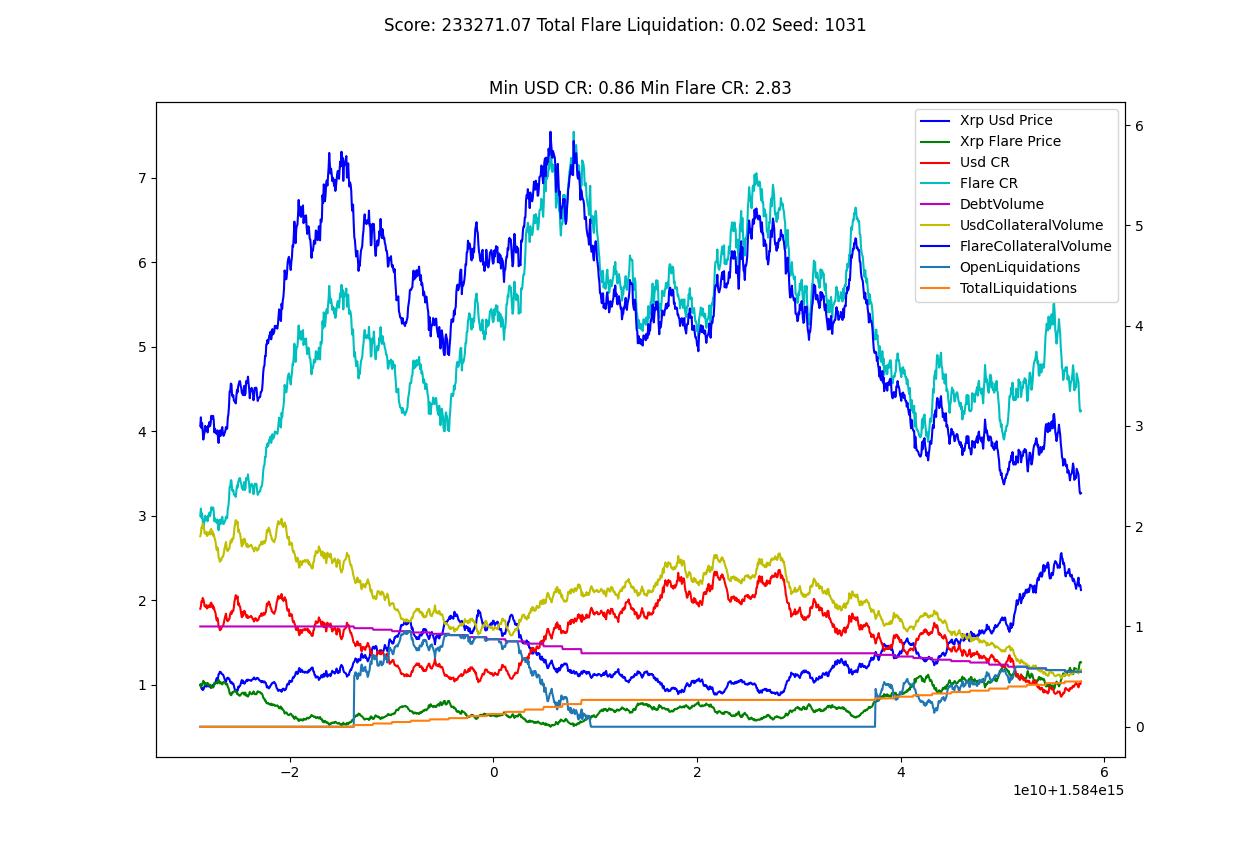 Score: 233271.07 Total Flare Liquidation: 0.02 Seed: 1031
Min USD CR: 0.86 Min Flare CR: 2.83
Xrp Usd Price
Xrp Flare Price
Usd CR
Flare CR
DebtVolume
UsdCollateralVolume
FlareCollateralVolume
OpenLiquidations
TotalLiquidations
7
6
5
4
3
2
1
6
5
4
3
2
1
0
−2
0
2
4
6
1e10+1.584e15